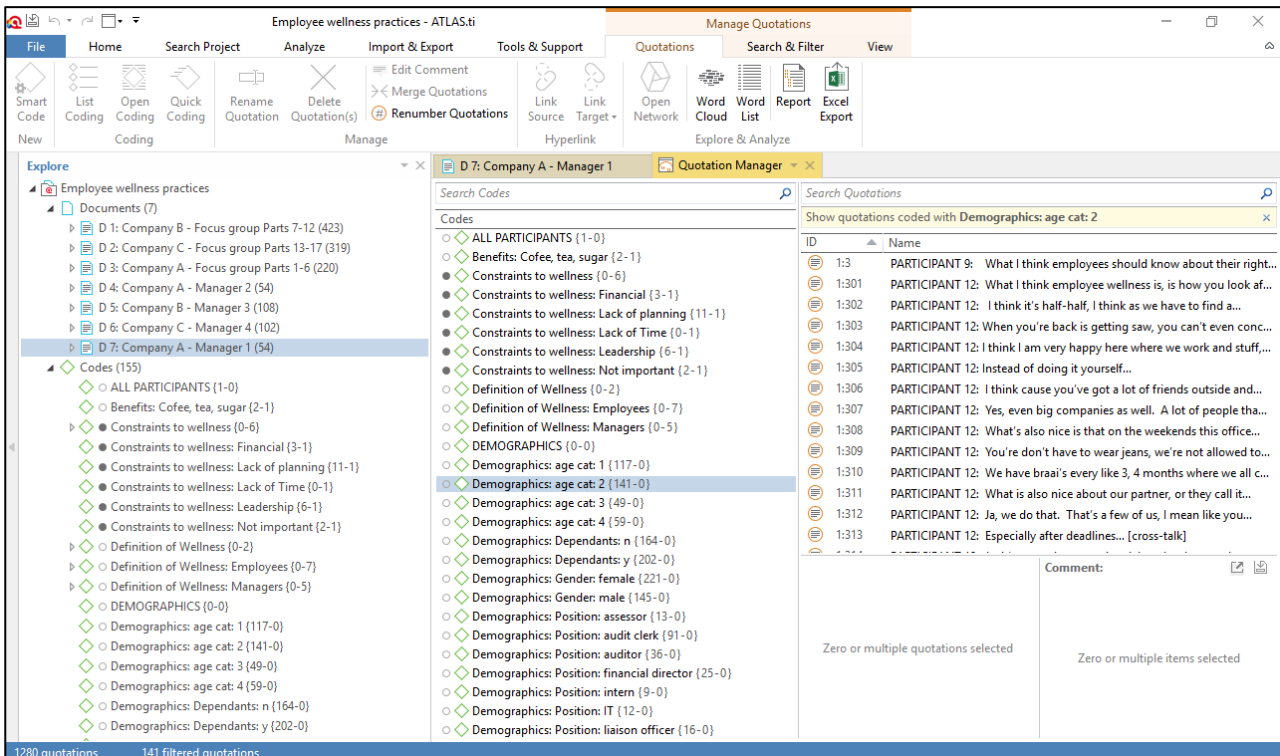 Employee wellness practices - ATLAS.ti
Manage Quotations
File Home Search Project Analyze Import & Export Tools & Support Quotations Search & Filter View
Smart Code
List Coding
Open Coding
Quick Coding
Rename Quotation
Delete Quotation(s)
Edit Comment
Merge Quotations
Renumber Quotations
Link Source
Link Target
Open Network
Word Cloud
Word List
Report
Excel Export
New Coding Manage Hyperlink Explore & Analyze
Explore
Employee wellness practices
Documents (7)
D 1: Company B - Focus group Parts 7-12 (423)
D 2: Company C - Focus group Parts 13-17 (319)
D 3: Company A - Focus group Parts 1-6 (220)
D 4: Company A - Manager 2 (54)
D 5: Company B - Manager 3 (108)
D 6: Company C - Manager 4 (102)
D 7: Company A - Manager 1 (54)
Codes (155)
ALL PARTICIPANTS {1-0}
Benefits: Cofee, tea, sugar {2-1}
Constraints to wellness {0-6}
Constraints to wellness: Financial {3-1}
Constraints to wellness: Lack of planning {11-1}
Constraints to wellness: Lack of Time {0-1}
Constraints to wellness: Leadership {6-1}
Constraints to wellness: Not important {2-1}
Definition of Wellness {0-2}
Definition of Wellness: Employees {0-7}
Definition of Wellness: Managers {0-5}
DEMOGRAPHICS {0-0}
Demographics: age cat: 1 {117-0}
Demographics: age cat: 2 {141-0}
Demographics: age cat: 3 {49-0}
Demographics: age cat: 4 {59-0}
Demographics: Dependants: n {164-0}
Demographics: Dependants: y {202-0}
D 7: Company A - Manager 1
Quotation Manager
Search Codes
Codes
ALL PARTICIPANTS {1-0}
Benefits: Cofee, tea, sugar {2-1}
Constraints to wellness {0-6}
Constraints to wellness: Financial {3-1}
Constraints to wellness: Lack of planning {11-1}
Constraints to wellness: Lack of Time {0-1}
Constraints to wellness: Leadership {6-1}
Constraints to wellness: Not important {2-1}
Definition of Wellness {0-2}
Definition of Wellness: Employees {0-7}
Definition of Wellness: Managers {0-5}
DEMOGRAPHICS {0-0}
Demographics: age cat: 1 {117-0}
Demographics: age cat: 2 {141-0}
Demographics: age cat: 3 {49-0}
Demographics: age cat: 4 {59-0}
Demographics: Dependants: n {164-0}
Demographics: Dependants: y {202-0}
Demographics: Gender: female {221-0}
Demographics: Gender: male {145-0}
Demographics: Position: assessor {13-0}
Demographics: Position: audit clerk {91-0}
Demographics: Position: auditor {36-0}
Demographics: Position: financial director {25-0}
Demographics: Position: intern {9-0}
Demographics: Position: IT {12-0}
Demographics: Position: liaison officer {16-0}
Search Quotations
Show quotations coded with Demographics: age cat: 2
ID Name
1:3 PARTICIPANT 9: What I think employees should know about their right...
1:301 PARTICIPANT 12: What I think employee wellness is, is how you look af...
1:302 PARTICIPANT 12: I think it's half-half, I think as we have to find a...
1:303 PARTICIPANT 12: When you're back is getting saw, you can't even conc...
1:304 PARTICIPANT 12: I think I am very happy here where we work and stuff,...
1:305 PARTICIPANT 12: Instead of doing it yourself...
1:306 PARTICIPANT 12: I think cause you've got a lot of friends outside and...
1:307 PARTICIPANT 12: Yes, even big companies as well. A lot of people tha...
1:308 PARTICIPANT 12: What's also nice is that on the weekends this office...
1:309 PARTICIPANT 12: You're don't have to wear jeans, we're not allowed to...
1:310 PARTICIPANT 12: We have braai's every like 3, 4 months where we all c...
1:311 PARTICIPANT 12: What is also nice about our partner, or they call it...
1:312 PARTICIPANT 12: Ja, we do that. That's a few of us, I mean like you...
1:313 PARTICIPANT 12: Especially after deadlines... [cross-talk]
Zero or multiple quotations selected
Comment:
Zero or multiple items selected
1280 quotations 141 filtered quotations